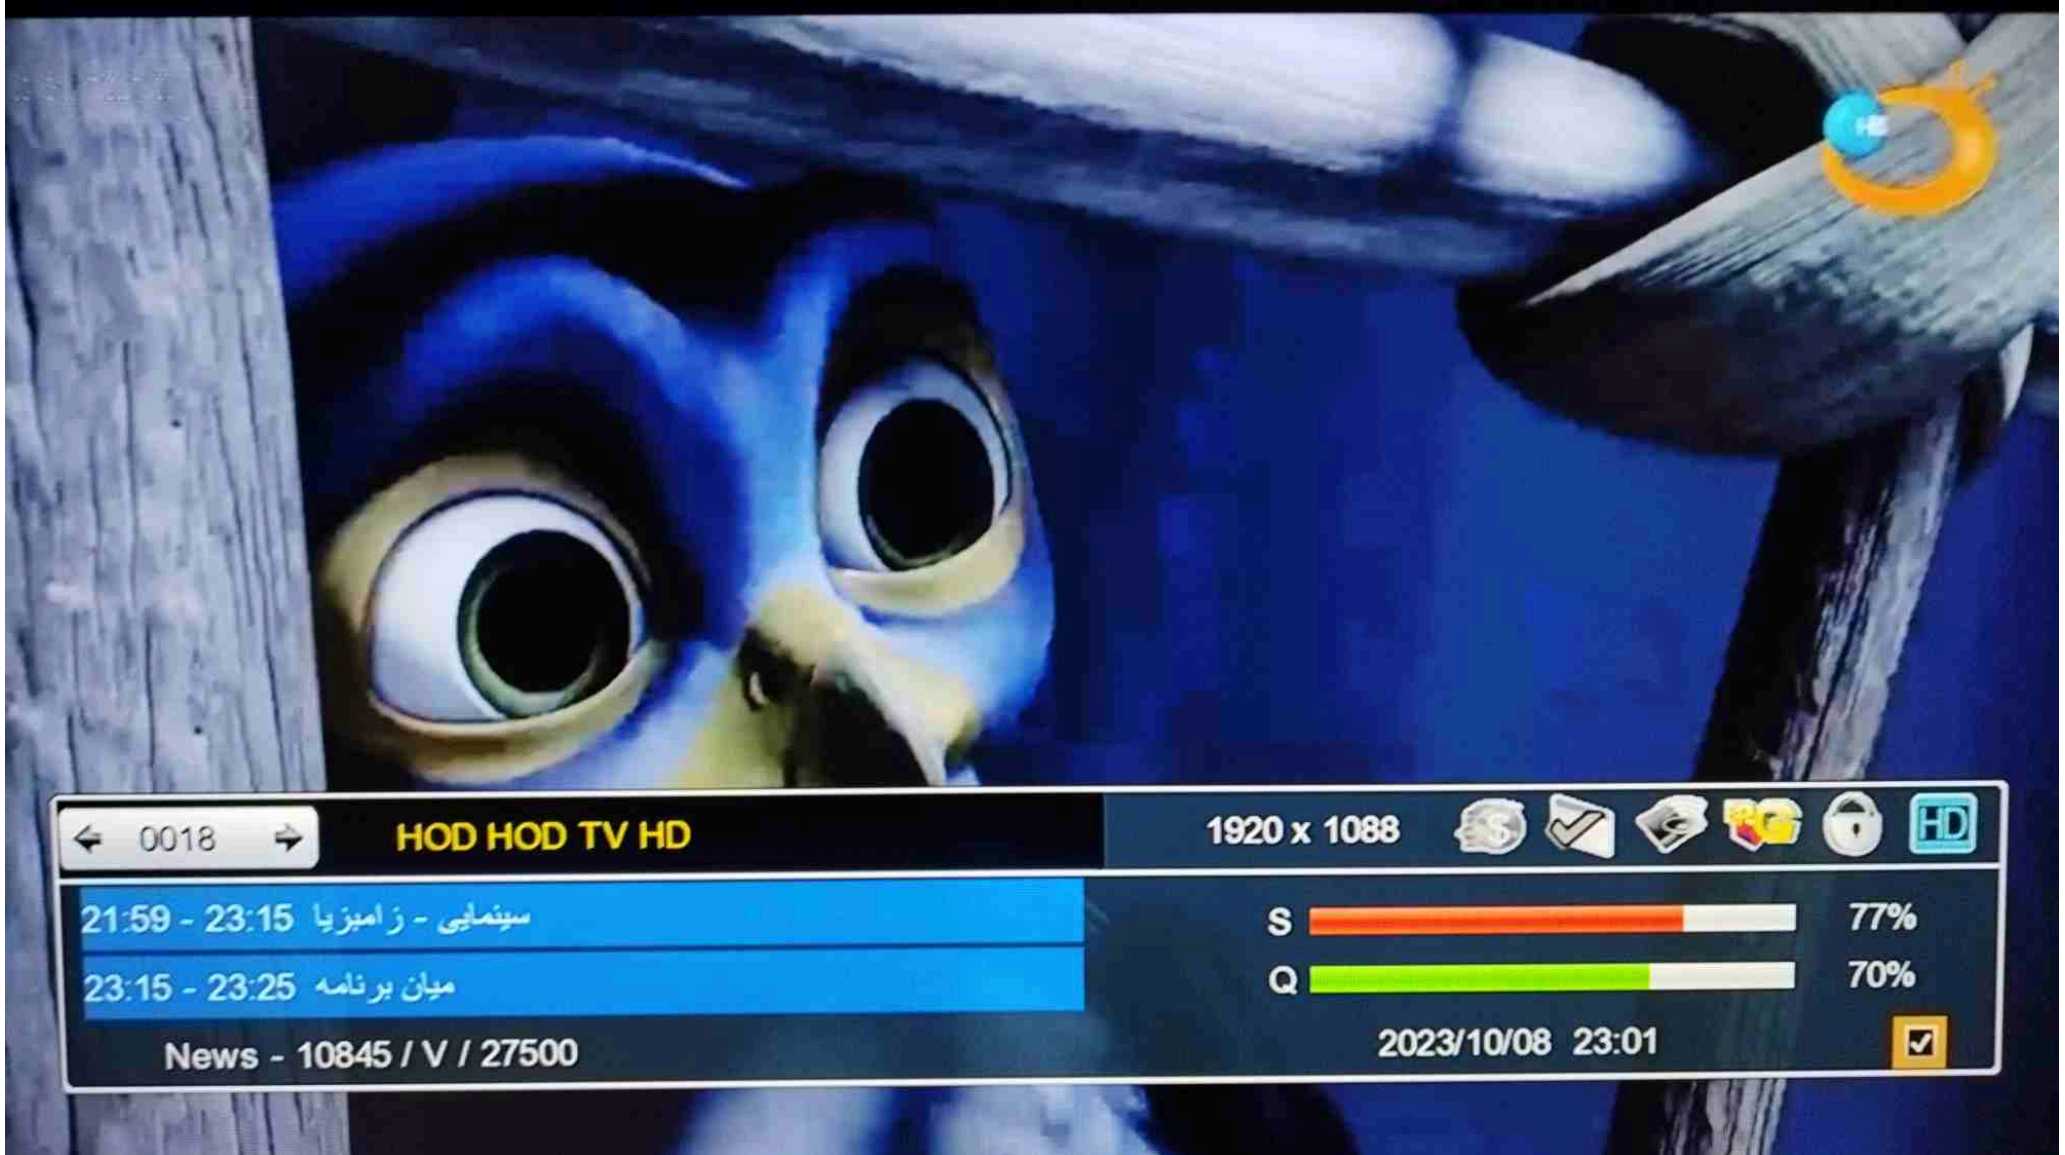 HD
0018 HOD HOD TV HD 1920 x 1088 HD
21:59 - 23:15 سینمایی - زامبزیا
S 77%
23:15 - 23:25 میان برنامه
Q 70%
News - 10845 / V / 27500
2023/10/08 23:01